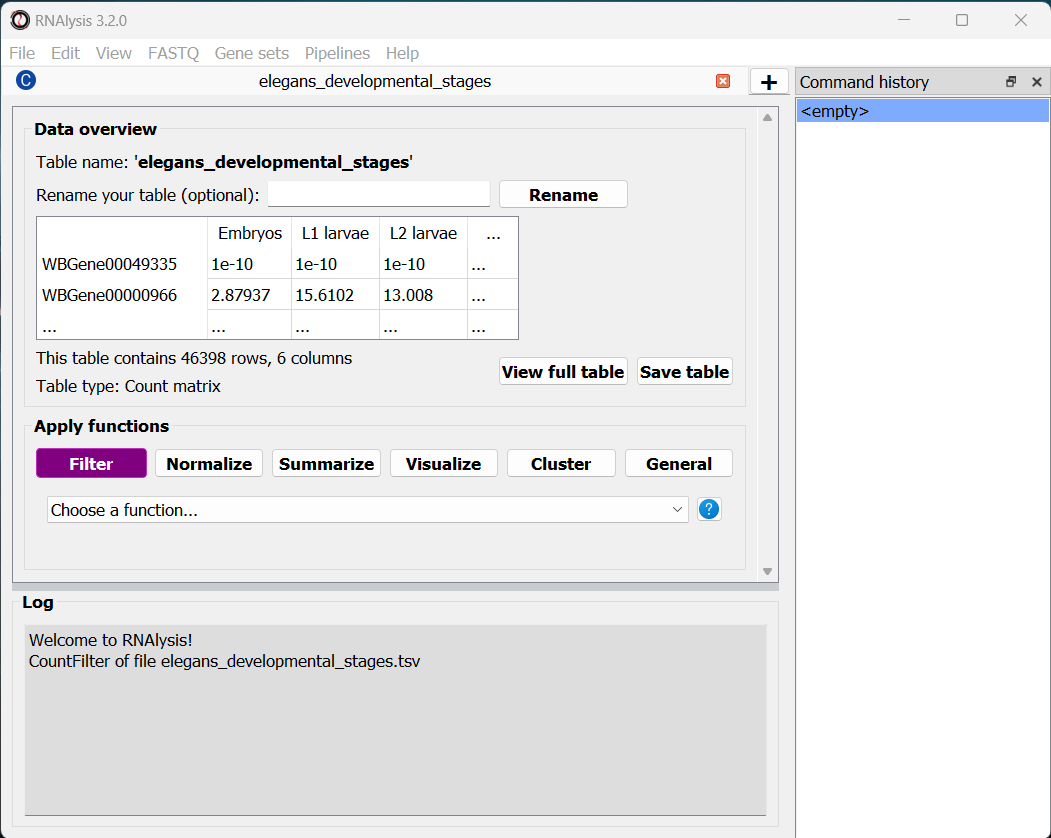 RNAlysis 3.2.0
File Edit View FASTQ Gene sets Pipelines Help
C elegans_developmental_stages +
Command history
<empty>
Data overview
Table name: 'elegans_developmental_stages'
Rename your table (optional): Rename
Embryos L1 larvae L2 larvae ...
WBGene00049335 1e-10 1e-10 1e-10 ...
WBGene00000966 2.87937 15.6102 13.008 ...
... ... ... ... ...
This table contains 46398 rows, 6 columns
View full table Save table
Table type: Count matrix
Apply functions
Filter Normalize Summarize Visualize Cluster General
Choose a function... ?
Log
Welcome to RNAlysis!
CountFilter of file elegans_developmental_stages.tsv